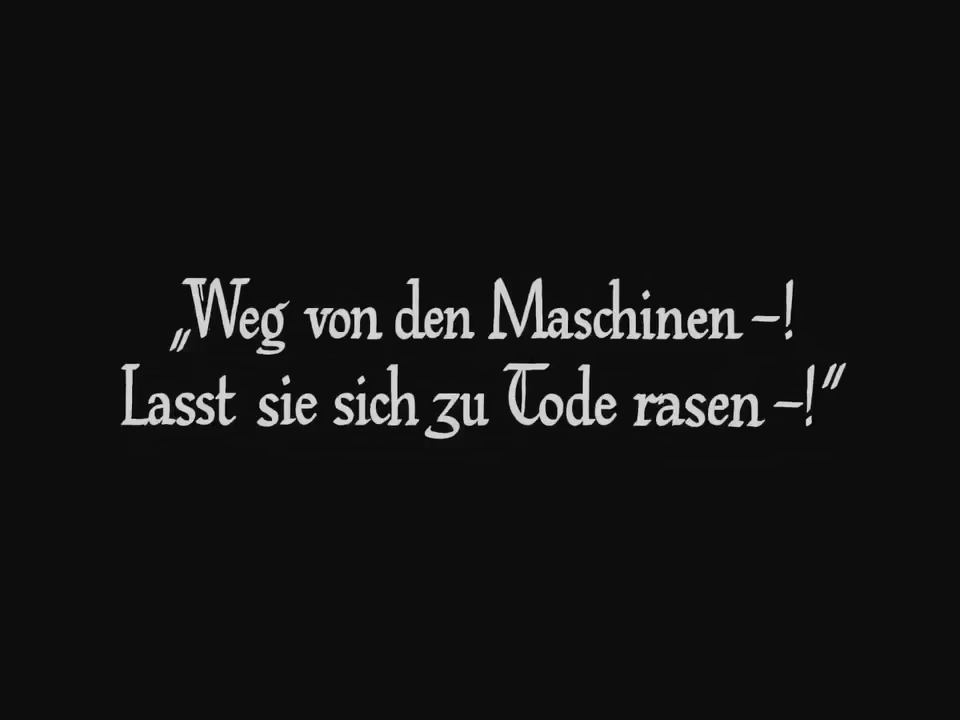 „Weg von den Maschinen –!
Lasst sie sich zu Tode rasen –!“